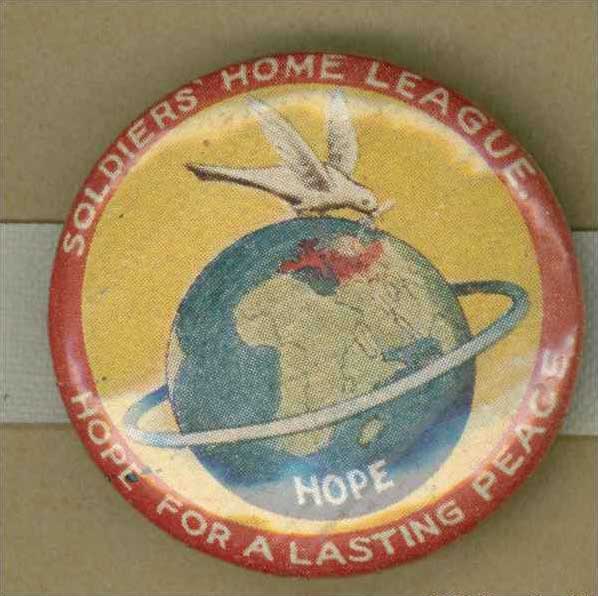 SOLDIERS' HOME LEAGUE.
HOPE
HOPE FOR A LASTING PEACE.